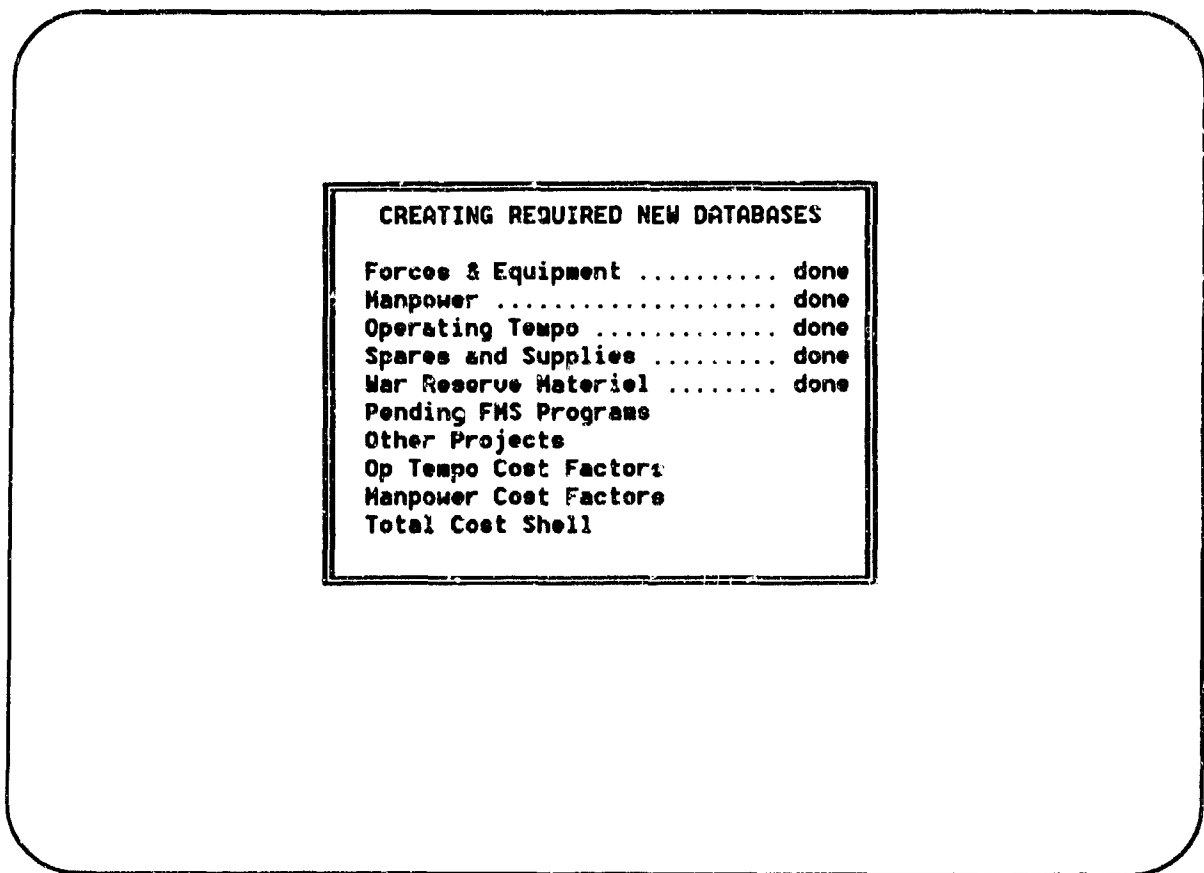 CREATING REQUIRED NEW DATABASES
Forces & Equipment .......... done
Manpower .................... done
Operating Tempo ............. done
Spares and Supplies ......... done
War Reserve Materiel ........ done
Pending FMS Programs
Other Projects
Op Tempo Cost Factors
Manpower Cost Factors
Total Cost Shell